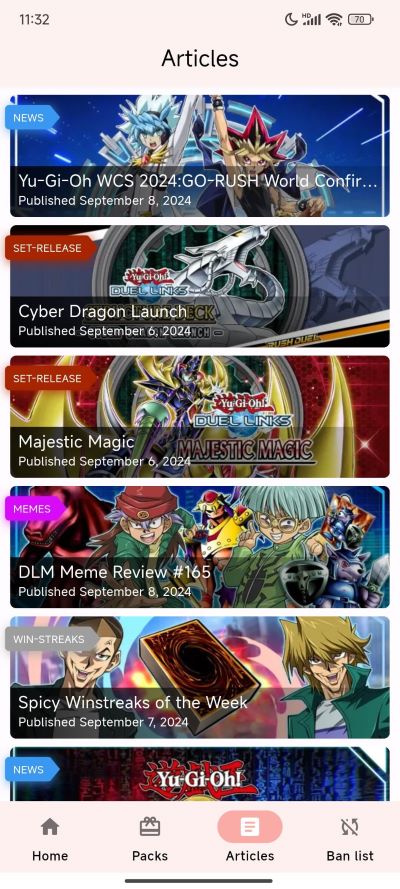 11:32
HD
70
Articles
NEWS
Yu-Gi-Oh WCS 2024:GO-RUSH World Confir...
Published September 8, 2024
SET-RELEASE
Yu-Gi-Oh!
DUEL LINKS
Cyber Dragon Launch
Published September 6, 2024
RUSH DUEL
SET-RELEASE
Yu-Gi-Oh!
DUEL LINKS
Majestic Magic
MAJESTIC MAGIC
Published September 6, 2024
MEMES
DLM Meme Review #165
Published September 8, 2024
WIN-STREAKS
Spicy Winstreaks of the Week
Published September 7, 2024
NEWS
Yu-Gi-Oh!
Home
Packs
Articles
Ban list